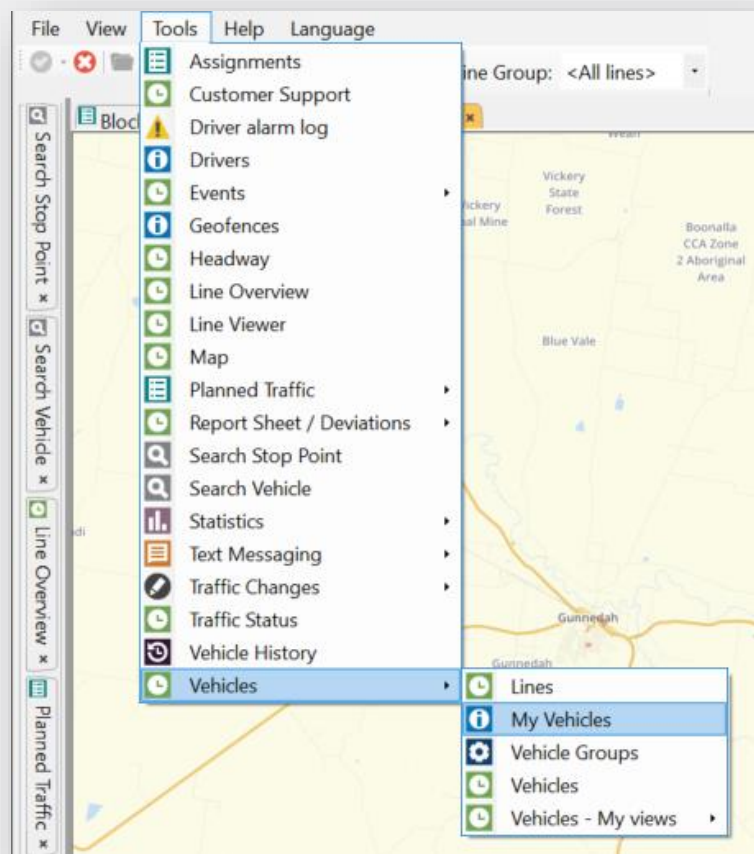 File View Tools Help Language
Line Group: <All lines>
Assignments
Customer Support
Driver alarm log
Drivers
Events
Geofences
Headway
Line Overview
Line Viewer
Map
Planned Traffic
Report Sheet / Deviations
Search Stop Point
Search Vehicle
Statistics
Text Messaging
Traffic Changes
Traffic Status
Vehicle History
Vehicles
Lines
My Vehicles
Vehicle Groups
Vehicles
Vehicles - My views
Search Stop Point
Search Vehicle
Line Overview
Planned Traffic
Vickery
State
Forest
Boonalla
CCA Zone
2 Aboriginal
Area
Blue Vale
Gunnedah
Gunnedah